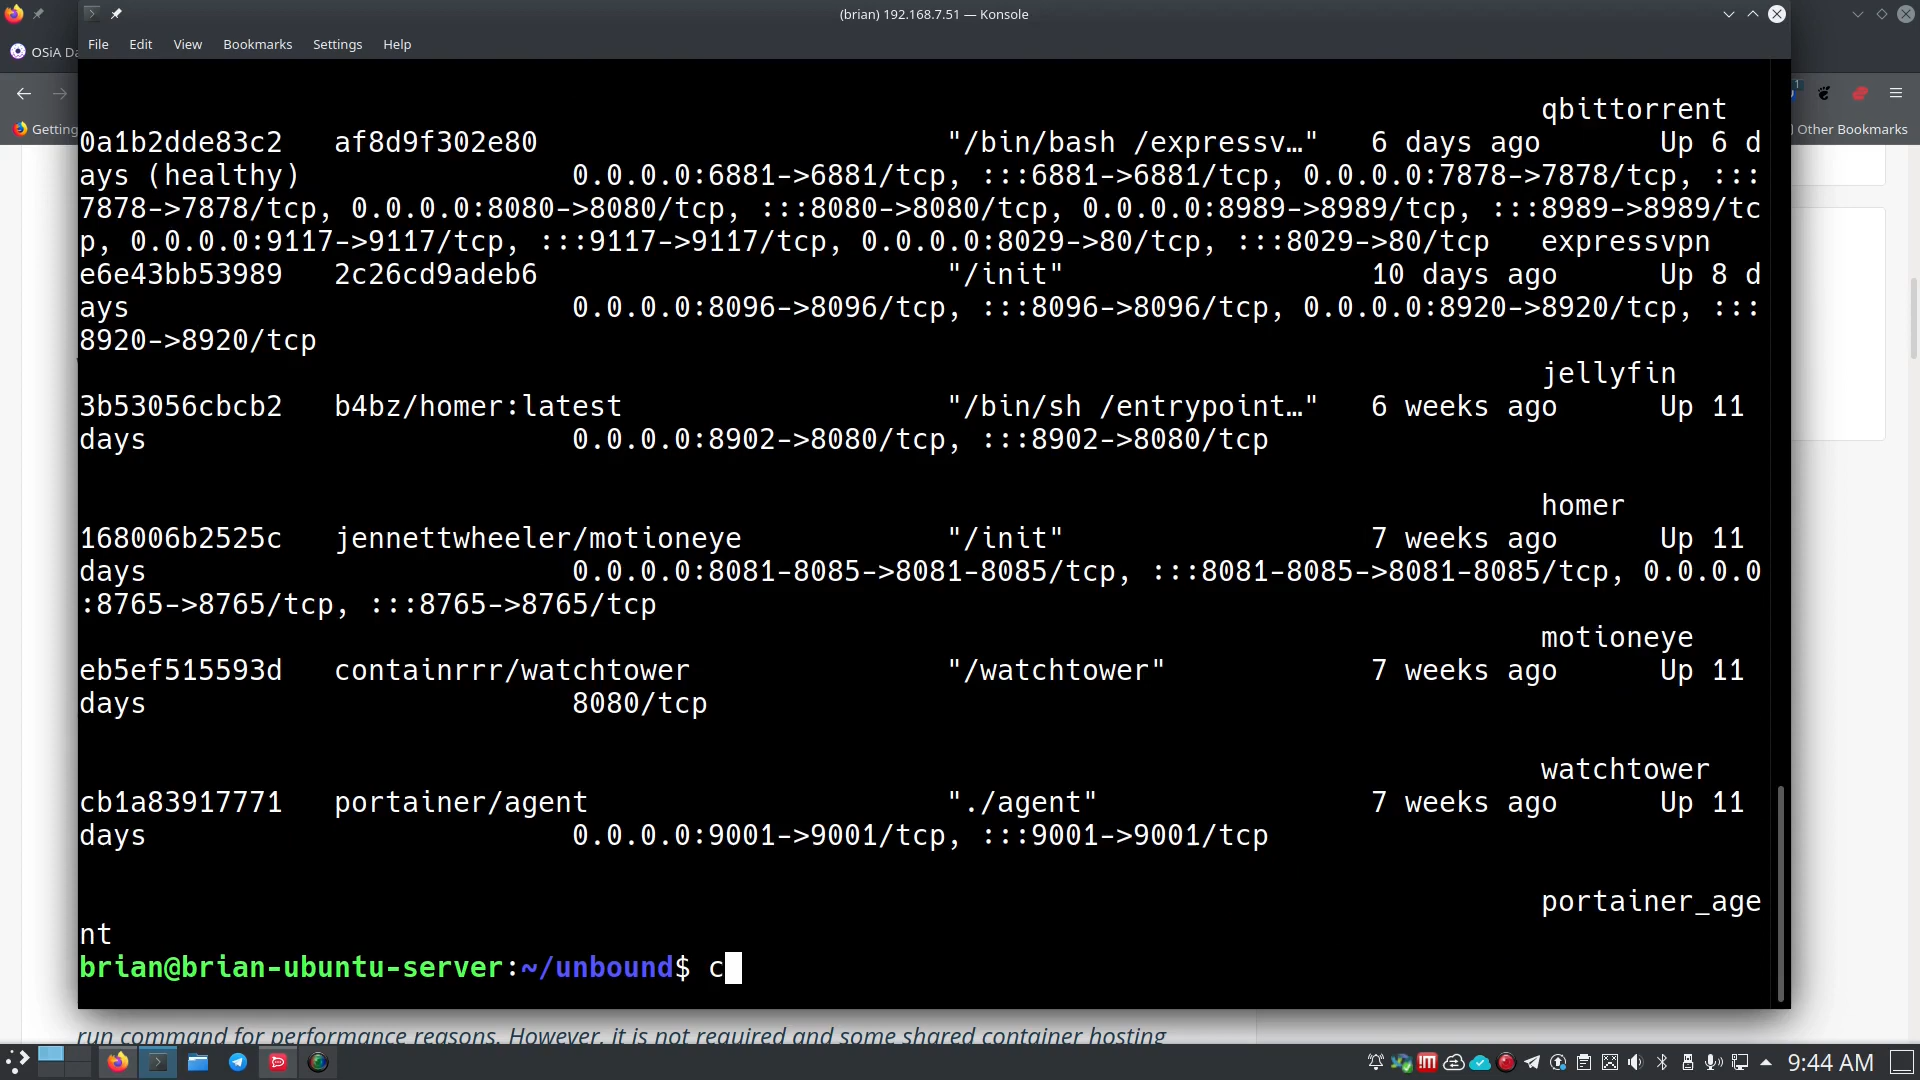 (brian) 192.168.7.51 — Konsole
OSiA Da
File Edit View Bookmarks Settings Help
1
Getting
Other Bookmarks
qbittorrent
0a1b2dde83c2 af8d9f302e80 "/bin/bash /expressv…" 6 days ago Up 6 d
ays (healthy) 0.0.0.0:6881->6881/tcp, :::6881->6881/tcp, 0.0.0.0:7878->7878/tcp, :::
7878->7878/tcp, 0.0.0.0:8080->8080/tcp, :::8080->8080/tcp, 0.0.0.0:8989->8989/tcp, :::8989->8989/tc
p, 0.0.0.0:9117->9117/tcp, :::9117->9117/tcp, 0.0.0.0:8029->80/tcp, :::8029->80/tcp expressvpn
e6e43bb53989 2c26cd9adeb6 "/init" 10 days ago Up 8 d
ays 0.0.0.0:8096->8096/tcp, :::8096->8096/tcp, 0.0.0.0:8920->8920/tcp, :::
8920->8920/tcp
jellyfin
3b53056cbcb2 b4bz/homer:latest "/bin/sh /entrypoint…" 6 weeks ago Up 11
days 0.0.0.0:8902->8080/tcp, :::8902->8080/tcp
homer
168006b2525c jennettwheeler/motioneye "/init" 7 weeks ago Up 11
days 0.0.0.0:8081-8085->8081-8085/tcp, :::8081-8085->8081-8085/tcp, 0.0.0.0
:8765->8765/tcp, :::8765->8765/tcp
motioneye
eb5ef515593d containrrr/watchtower "/watchtower" 7 weeks ago Up 11
days 8080/tcp
watchtower
cb1a83917771 portainer/agent "./agent" 7 weeks ago Up 11
days 0.0.0.0:9001->9001/tcp, :::9001->9001/tcp
portainer_age
nt
brian@brian-ubuntu-server:~/unbound$ c
run command for performance reasons. However, it is not required and some shared container hosting
9:44 AM